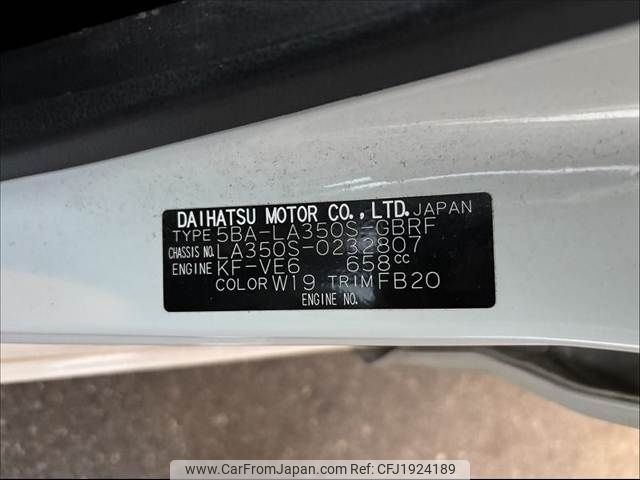 DAIHATSU MOTOR CO., LTD. JAPAN
TYPE 5BA-LA350S-GBRF
CHASSIS NO. LA350S-0232807
ENGINE KF-VE6 658CC
COLOR W19 TRIM FB20
ENGINE NO.
www.CarFromJapan.com CFJ1924189